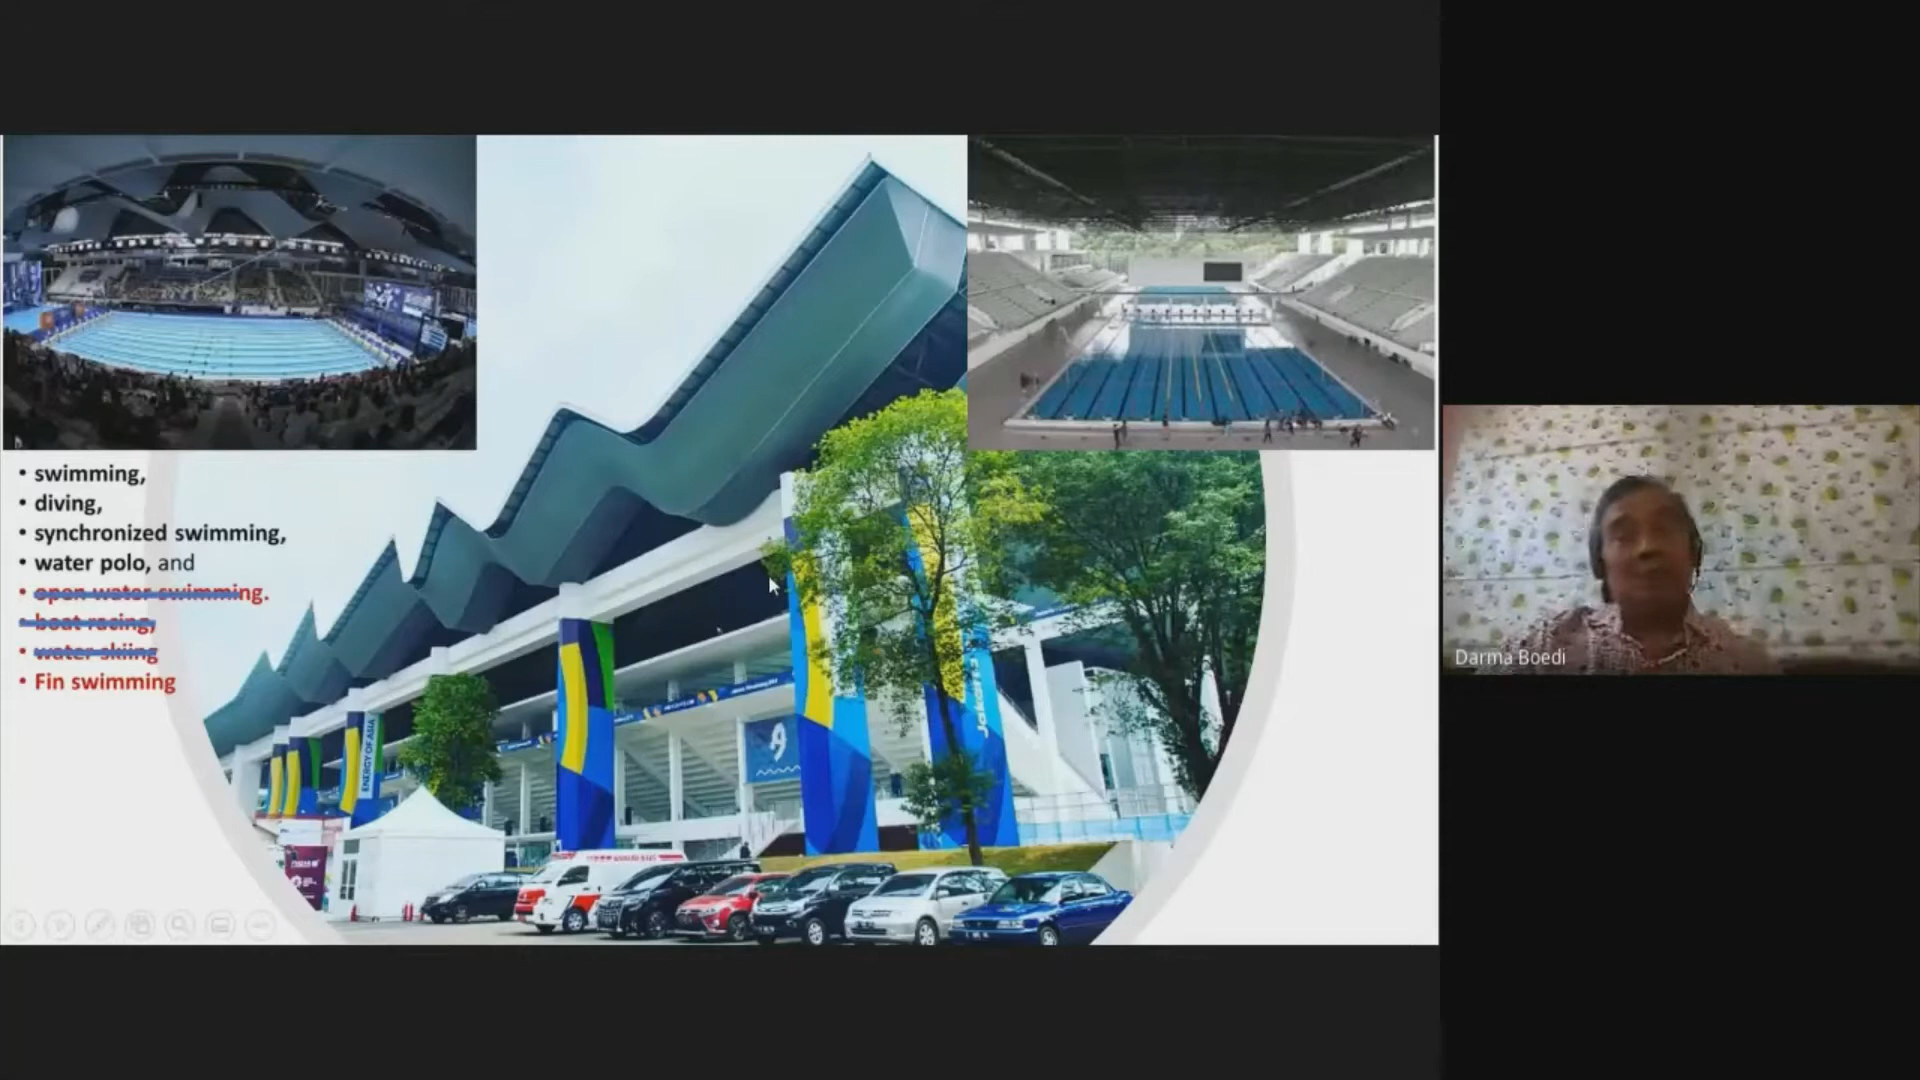 • swimming,
• diving,
• synchronized swimming,
• water polo, and
• open water swimming.
• boat racing,
• water skiing
• Fin swimming
ENERGY OF ASIA
Darma Boedi